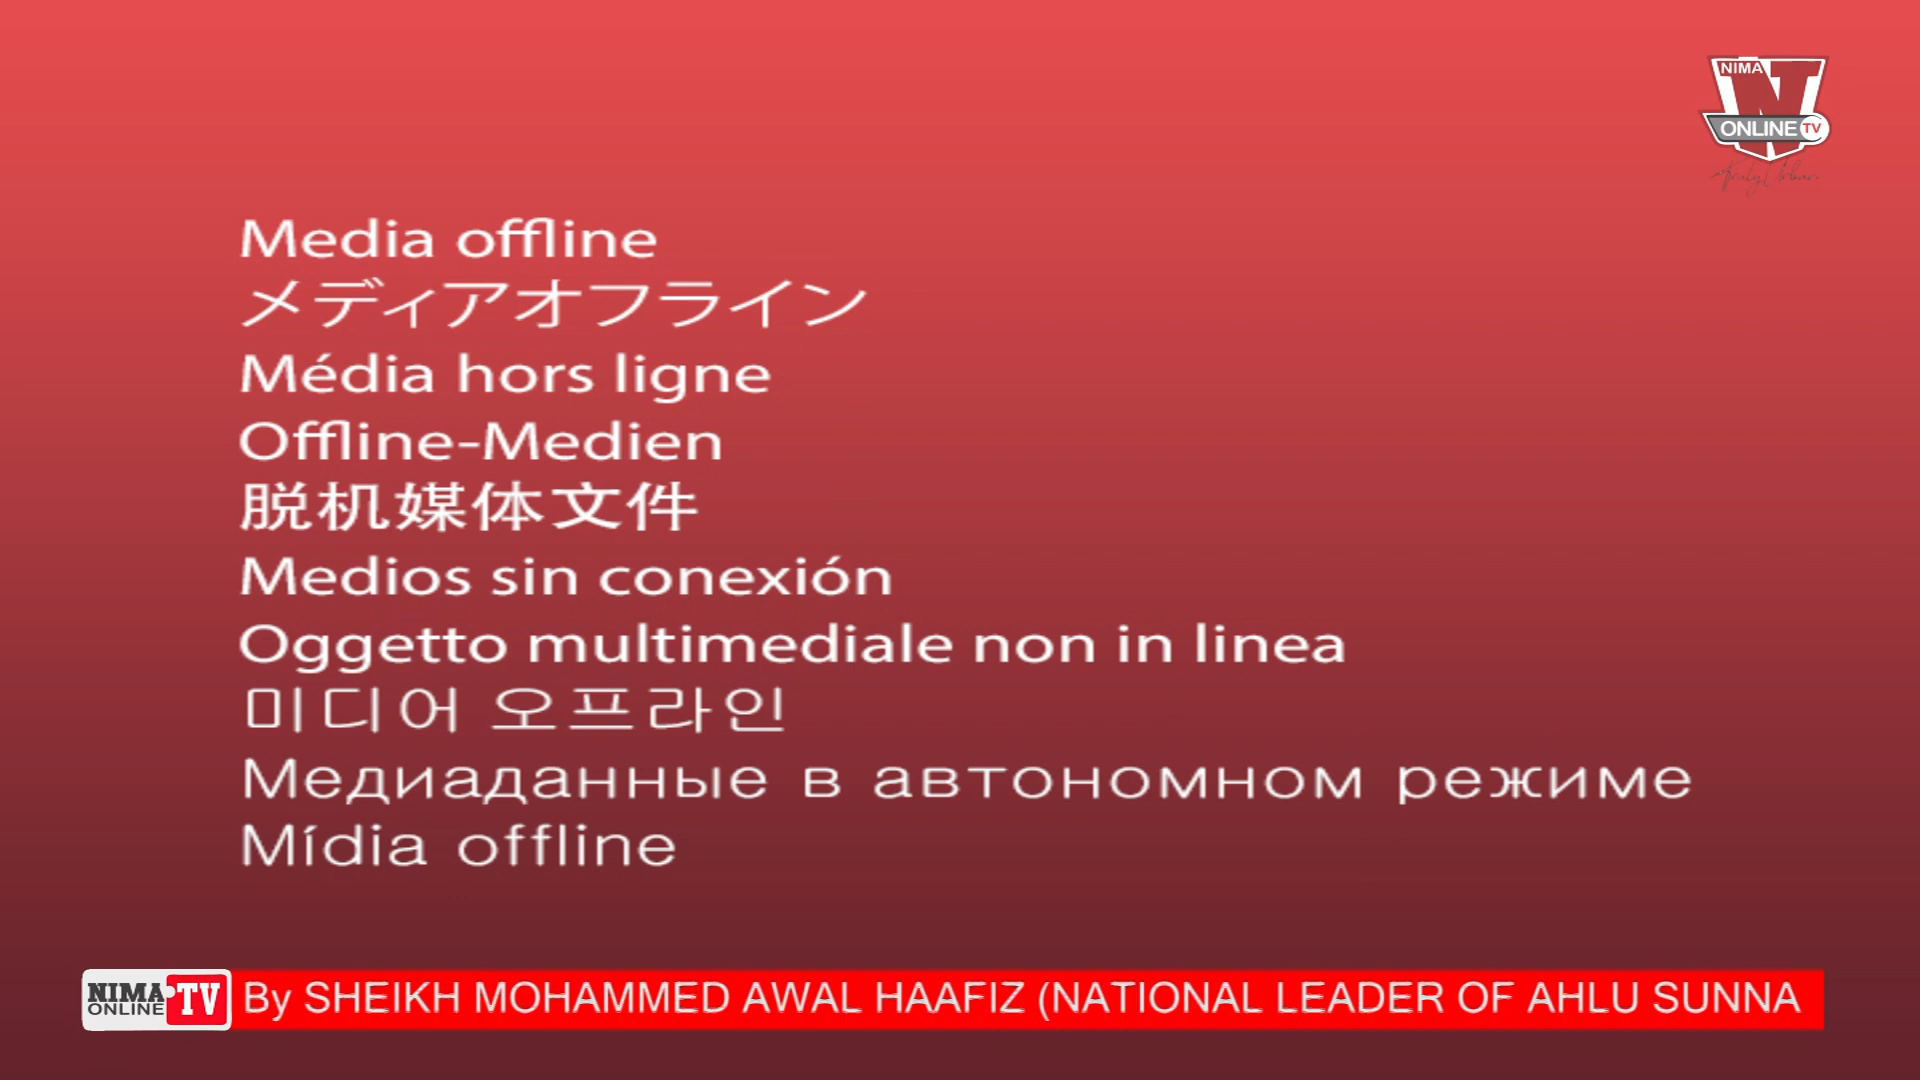 NIMA
ONLINE TV
Media offline
メディアオフライン
Média hors ligne
Offline-Medien
脱机媒体文件
Medios sin conexión
Oggetto multimediale non in linea
미디어 오프라인
Медиаданные в автономном режиме
Mídia offline
NIMA TV
ONLINE
By SHEIKH MOHAMMED AWAL HAAFIZ (NATIONAL LEADER OF AHLU SUNNA